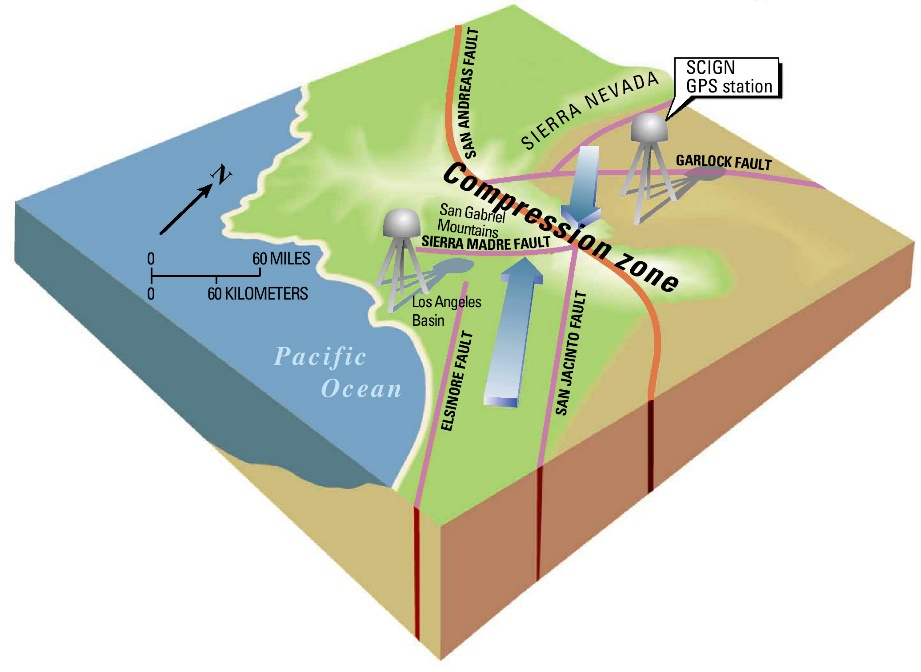 SCIGN
GPS station
SAN ANDREAS FAULT
SIERRA NEVADA
GARLOCK FAULT
N
Compression zone
San Gabriel
Mountains
SIERRA MADRE FAULT
0 60 MILES
0 60 KILOMETERS
Los Angeles
Basin
Pacific
Ocean
ELSINORE FAULT
SAN JACINTO FAULT